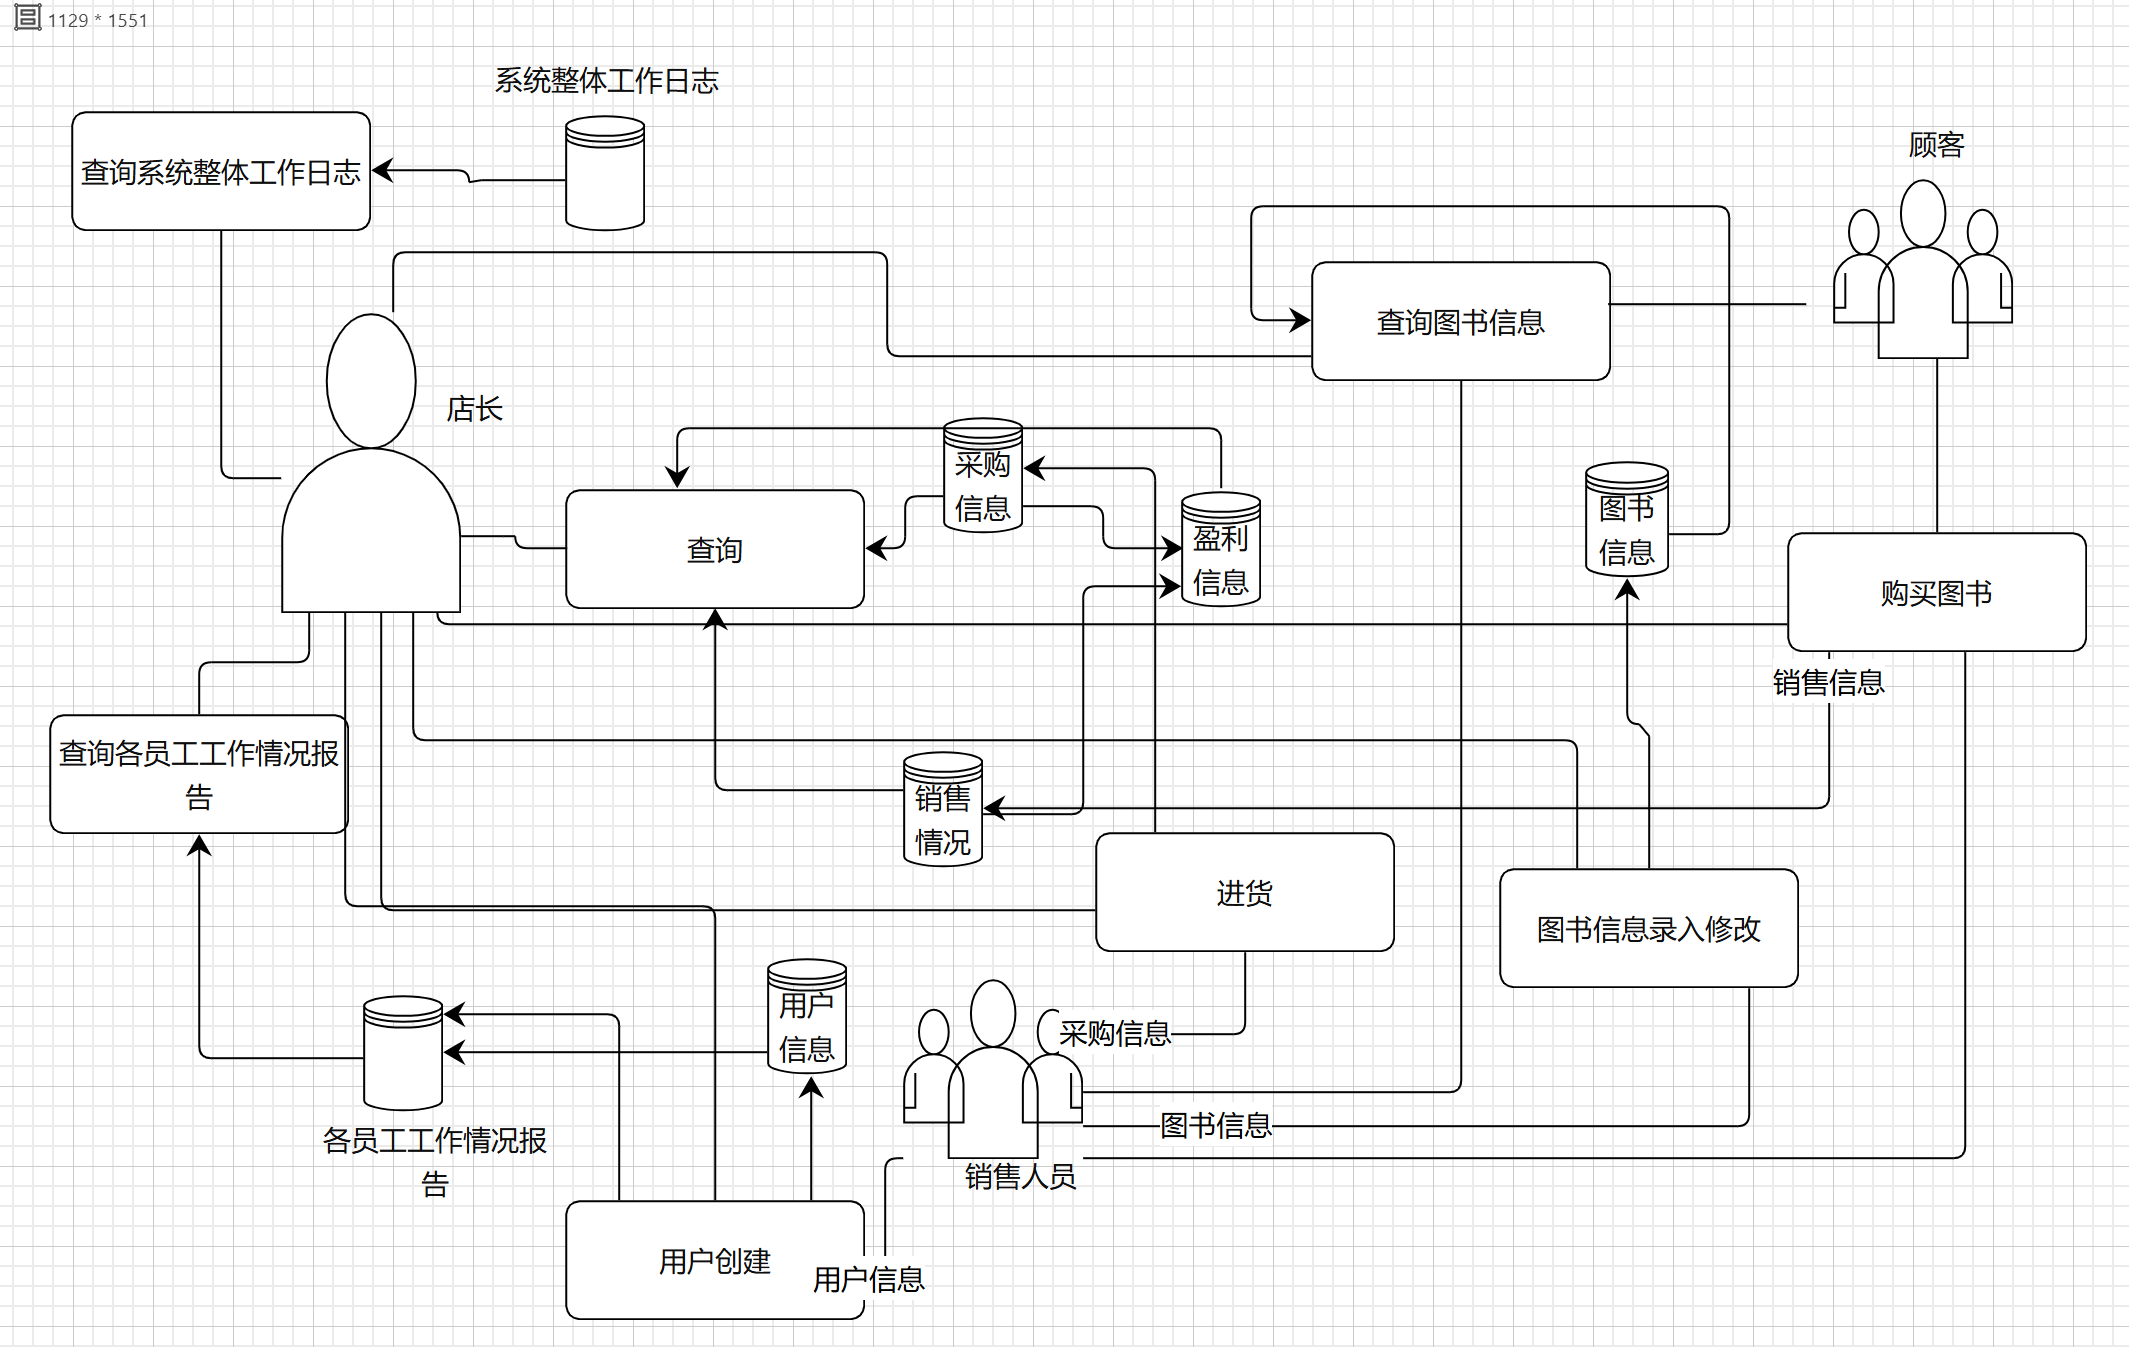 1129 * 1551
系统整体工作日志
查询系统整体工作日志
顾客
查询图书信息
店长
采购
信息
图书
信息
查询
盈利
信息
购买图书
销售信息
查询各员工工作情况报
告
销售
情况
进货
图书信息录入修改
用户
信息
采购信息
图书信息
各员工工作情况报
告
销售人员
用户创建
用户信息